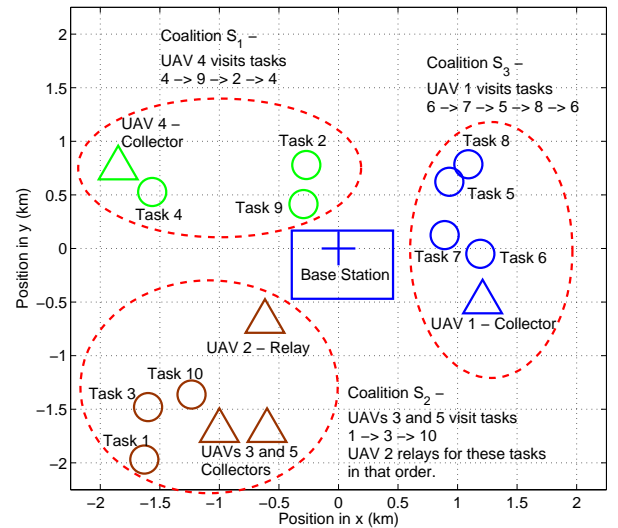 Coalition S1 –
UAV 4 visits tasks
4 –> 9 –> 2 –> 4
Coalition S3 –
UAV 1 visits tasks
6 –> 7 –> 5 –> 8 –> 6
UAV 4 –
Collector
Task 2
Task 8
Task 5
Task 4
Task 9
Task 7
Task 6
Base Station
UAV 1 – Collector
UAV 2 – Relay
Task 10
Task 3
Task 1
UAVs 3 and 5
Collectors
Coalition S2 –
UAVs 3 and 5 visit tasks
1 –> 3 –> 10
UAV 2 relays for these tasks
in that order.
2
1.5
1
0.5
0
−0.5
−1
−1.5
−2
Position in y (km)
−2
−1.5
−1
−0.5
0
0.5
1
1.5
2
Position in x (km)